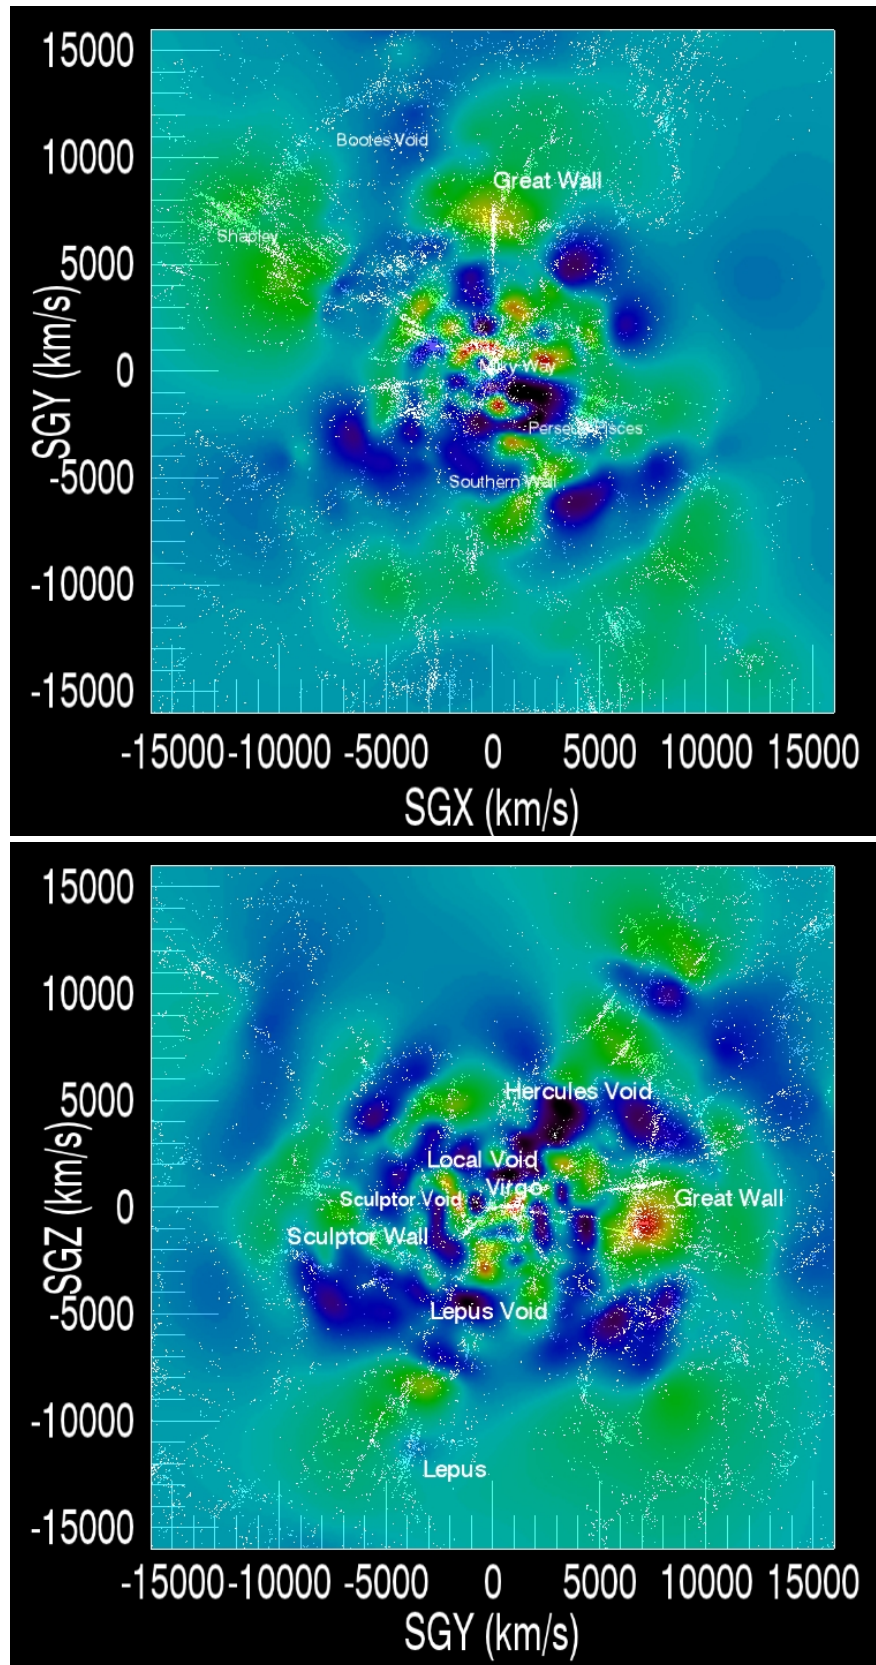 15000
Bootes Void
10000
Great Wall
Shapley
5000
SGY (km/s)
0
Milky Way
Perseus Pisces
-5000
Southern Wall
-10000
-15000
-15000 -10000 -5000 0 5000 10000 15000
SGX (km/s)
15000
10000
5000
Hercules Void
SGZ (km/s)
Local Void
Virgo
0
Sculptor Void
Great Wall
Sculptor Wall
-5000
Lepus Void
-10000
Lepus
-15000
-15000 -10000 -5000 0 5000 10000 15000
SGY (km/s)